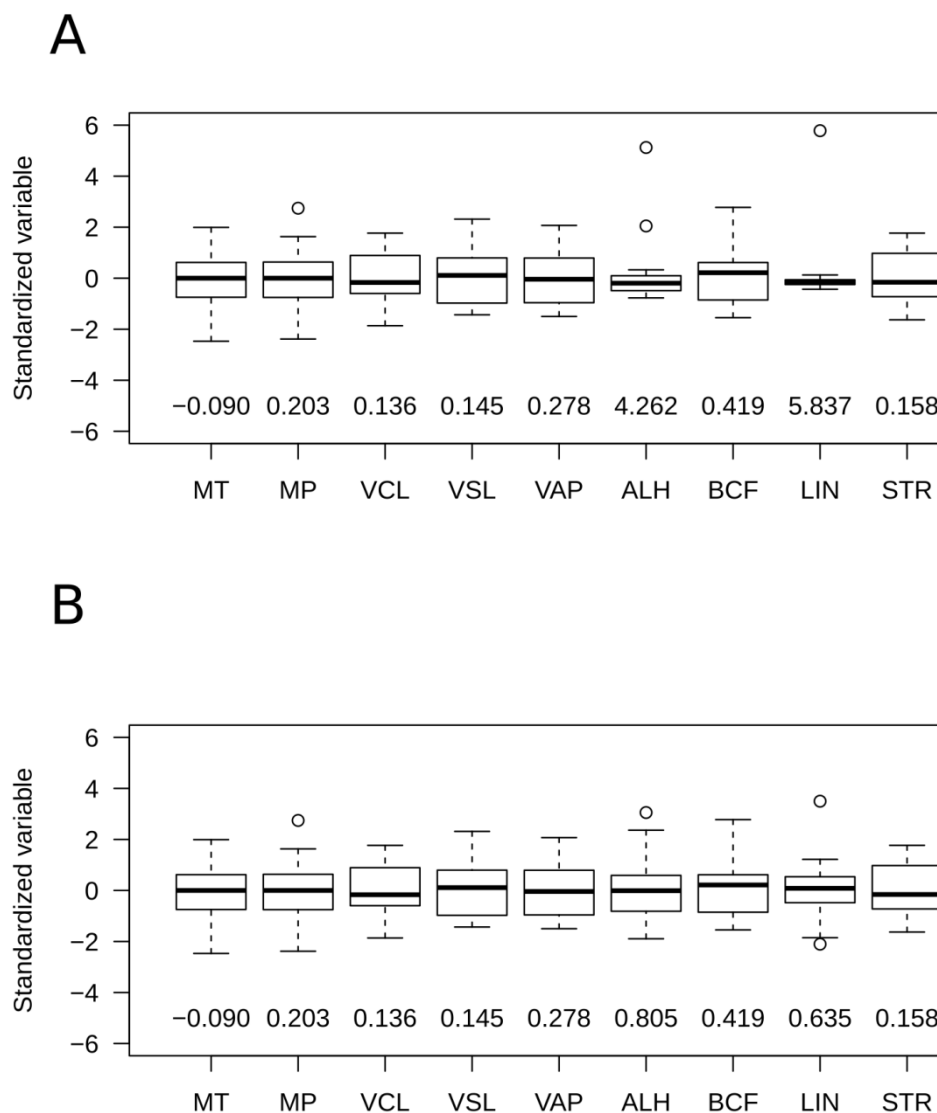 A
6
4
2
0
−2
−4
−6
Standardized variable
−0.090 0.203 0.136 0.145 0.278 4.262 0.419 5.837 0.158
MT MP VCL VSL VAP ALH BCF LIN STR
B
6
4
2
0
−2
−4
−6
Standardized variable
−0.090 0.203 0.136 0.145 0.278 0.805 0.419 0.635 0.158
MT MP VCL VSL VAP ALH BCF LIN STR